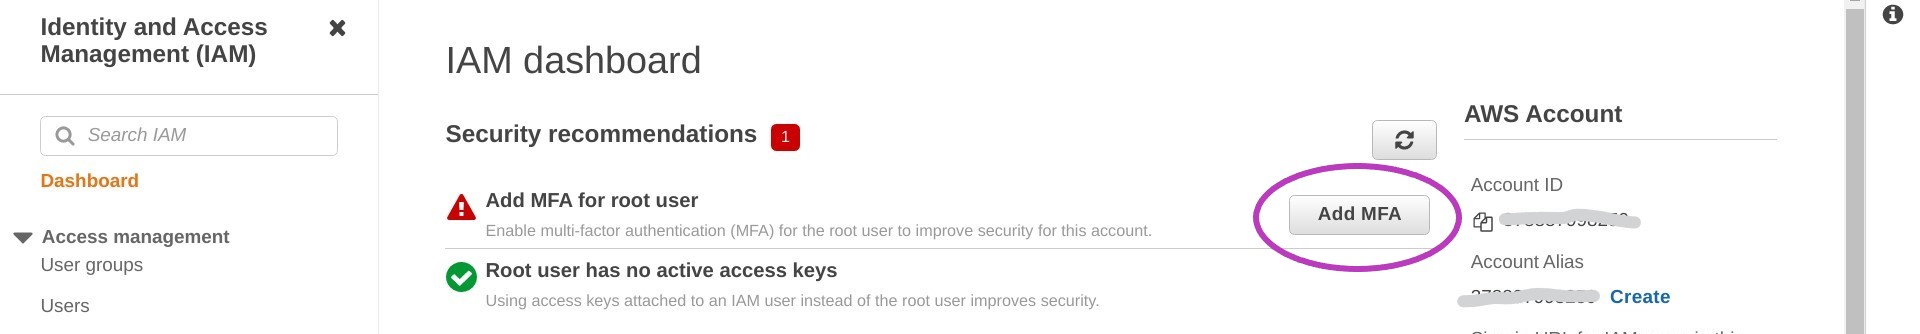 Identity and Access
Management (IAM)
Search IAM
Dashboard
Access management
User groups
Users
IAM dashboard
Security recommendations 1
Add MFA for root user
Enable multi-factor authentication (MFA) for the root user to improve security for this account.
Add MFA
Root user has no active access keys
Using access keys attached to an IAM user instead of the root user improves security.
AWS Account
Account ID
Account Alias
Create